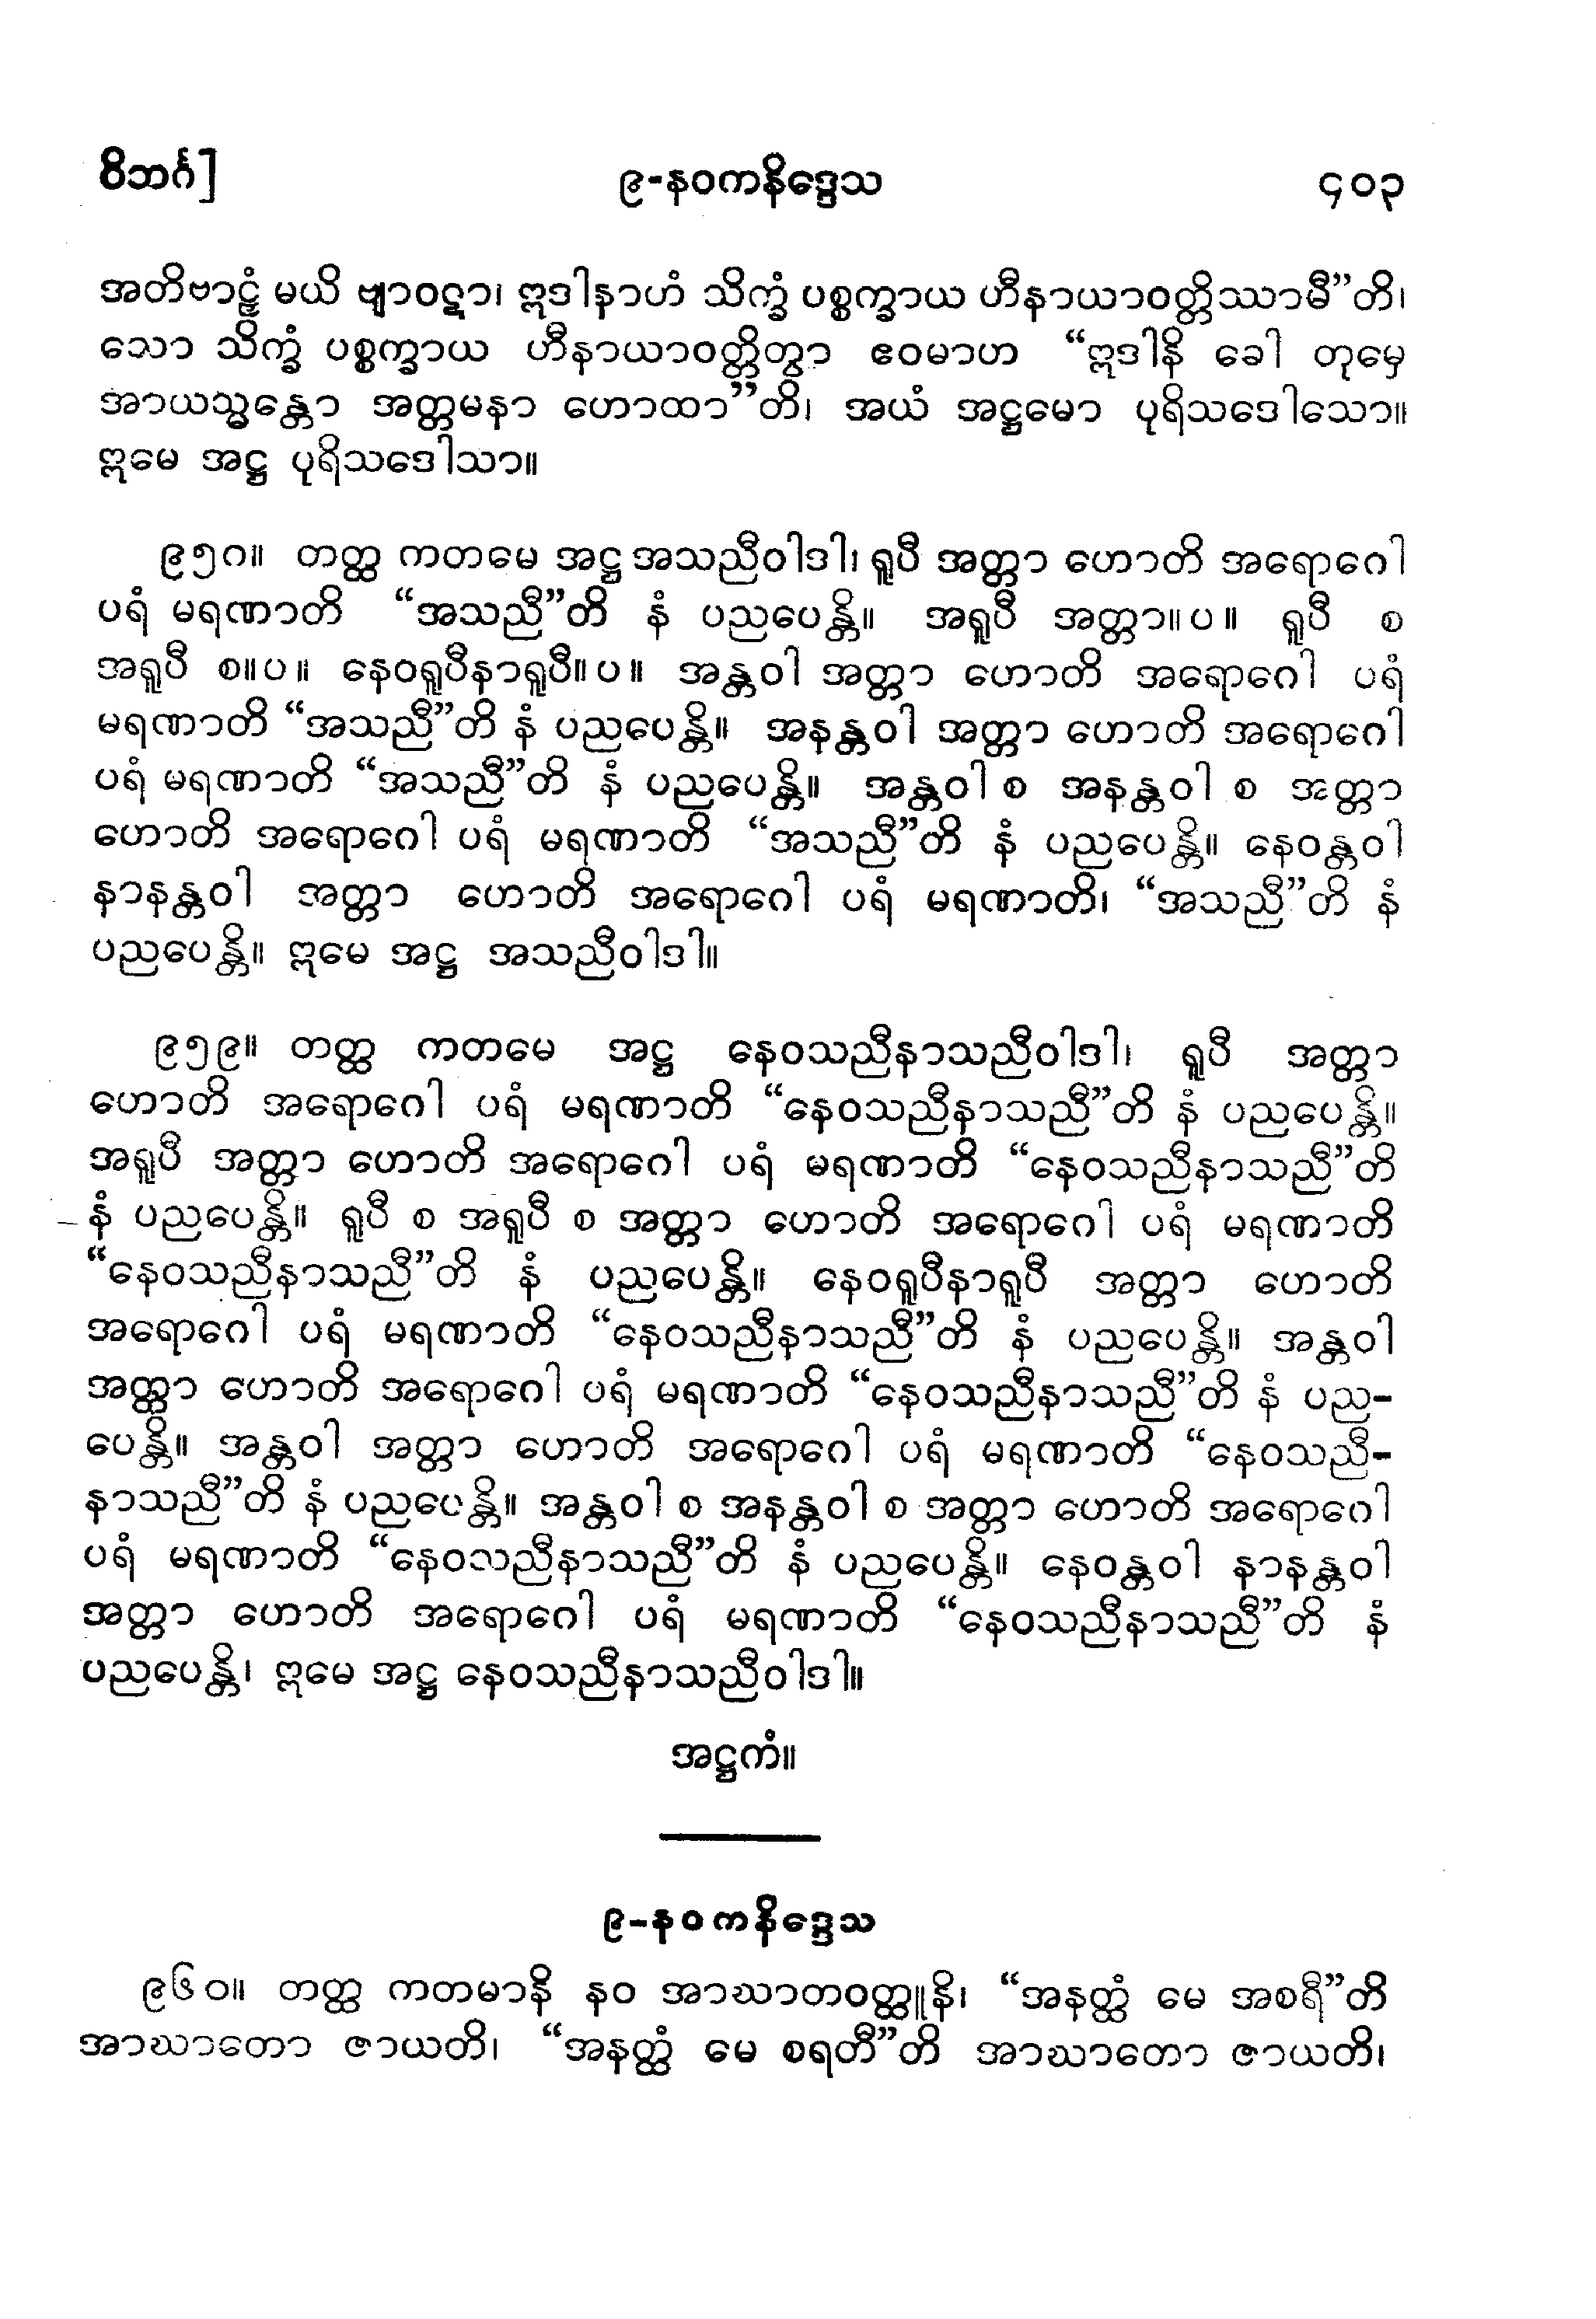 ဝိဘင်္ဂ]
၉-နဝကနိဒ္ဒေသ
၄၀၃
အတိဗာဠှံ မယိ ဗျာဝဋာ၊ ဣဒါနာဟံ သိက္ခံ ပစ္စက္ခာယ ဟီနာယာဝတ္တိဿာမီ”တိ၊
သော သိက္ခံ ပစ္စက္ခာယ ဟီနာယာဝတ္တိတွာ ဧဝမာဟ “ဣဒါနိ ခေါ တုမှေ
အာယသ္မန္တော အတ္တမနာ ဟောထာ”တိ၊ အယံ အဋ္ဌမော ပုရိသဒေါသော။
ဣမေ အဋ္ဌ ပုရိသဒေါသာ။
၉၅၈။ တတ္ထ ကတမေ အဋ္ဌ အသညီဝါဒါ၊ ရူပီ အတ္တာ ဟောတိ အရောဂေါ
ပရံ မရဏာတိ “အသညီ”တိ နံ ပညပေန္တိ။ အရူပီ အတ္တာ။ပ။ ရူပီ စ
အရူပီ စ။ပ။ နေဝရူပီနာရူပီ။ပ။ အန္တဝါ အတ္တာ ဟောတိ အရောဂေါ ပရံ
မရဏာတိ “အသညီ”တိ နံ ပညပေန္တိ။ အနန္တဝါ အတ္တာ ဟောတိ အရောဂေါ
ပရံ မရဏာတိ “အသညီ”တိ နံ ပညပေန္တိ။ အန္တဝါ စ အနန္တဝါ စ အတ္တာ
ဟောတိ အရောဂေါ ပရံ မရဏာတိ “အသညီ”တိ နံ ပညပေန္တိ။ နေဝန္တဝါ
နာနန္တဝါ အတ္တာ ဟောတိ အရောဂေါ ပရံ မရဏာတိ၊ “အသညီ”တိ နံ
ပညပေန္တိ။ ဣမေ အဋ္ဌ အသညီဝါဒါ။
၉၅၉။ တတ္ထ ကတမေ အဋ္ဌ နေဝသညီနာသညီဝါဒါ၊ ရူပီ အတ္တာ
ဟောတိ အရောဂေါ ပရံ မရဏာတိ “နေဝသညီနာသညီ”တိ နံ ပညပေန္တိ။
အရူပီ အတ္တာ ဟောတိ အရောဂေါ ပရံ မရဏာတိ “နေဝသညီနာသညီ”တိ
နံ ပညပေန္တိ။ ရူပီ စ အရူပီ စ အတ္တာ ဟောတိ အရောဂေါ ပရံ မရဏာတိ
“နေဝသညီနာသညီ”တိ နံ ပညပေန္တိ။ နေဝရူပီနာရူပီ အတ္တာ ဟောတိ
အရောဂေါ ပရံ မရဏာတိ “နေဝသညီနာသညီ”တိ နံ ပညပေန္တိ။ အန္တဝါ
အတ္ထာ ဟောတိ အရောဂေါ ပရံ မရဏာတိ “နေဝသညီနာသညီ”တိ နံ ပည-
ပေန္တိ။ အန္တဝါ အတ္တာ ဟောတိ အရောဂေါ ပရံ မရဏာတိ “နေဝသညီ-
နာသညီ”တိ နံ ပညပေန္တိ။ အန္တဝါ စ အနန္တဝါ စ အတ္တာ ဟောတိ အရောဂေါ
ပရံ မရဏာတိ “နေဝသညီနာသညီ”တိ နံ ပညပေန္တိ။ နေဝန္တဝါ နာနန္တဝါ
အတ္တာ ဟောတိ အရောဂေါ ပရံ မရဏာတိ “နေဝသညီနာသညီ”တိ နံ
ပညပေန္တိ၊ ဣမေ အဋ္ဌ နေဝသညီနာသညီဝါဒါ။
အဋ္ဌကံ။
၉-နဝကနိဒ္ဒေသ
၉၆၀။ တတ္ထ ကတမာနိ နဝ အာဃာတဝတ္ထူနိ၊ “အနတ္ထံ မေ အစရီ”တိ
အာဃာတော ဇာယတိ၊ “အနတ္ထံ မေ စရတီ”တိ အာဃာတော ဇာယတိ၊